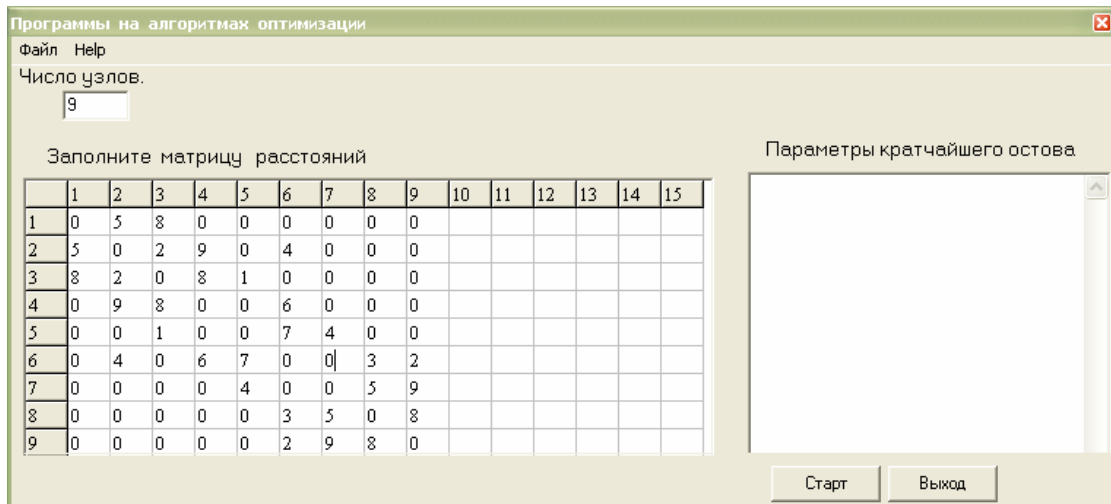 Программы на алгоритмах оптимизации
Файл Help
Число узлов.
9
Заполните матрицу расстояний
Параметры кратчайшего остова
1 2 3 4 5 6 7 8 9 10 11 12 13 14 15
1 0 5 8 0 0 0 0 0 0
2 5 0 2 9 0 4 0 0 0
3 8 2 0 8 1 0 0 0 0
4 0 9 8 0 0 6 0 0 0
5 0 0 1 0 0 7 4 0 0
6 0 4 0 6 7 0 0 3 2
7 0 0 0 0 4 0 0 5 9
8 0 0 0 0 0 3 5 0 8
9 0 0 0 0 0 2 9 8 0
Старт Выход